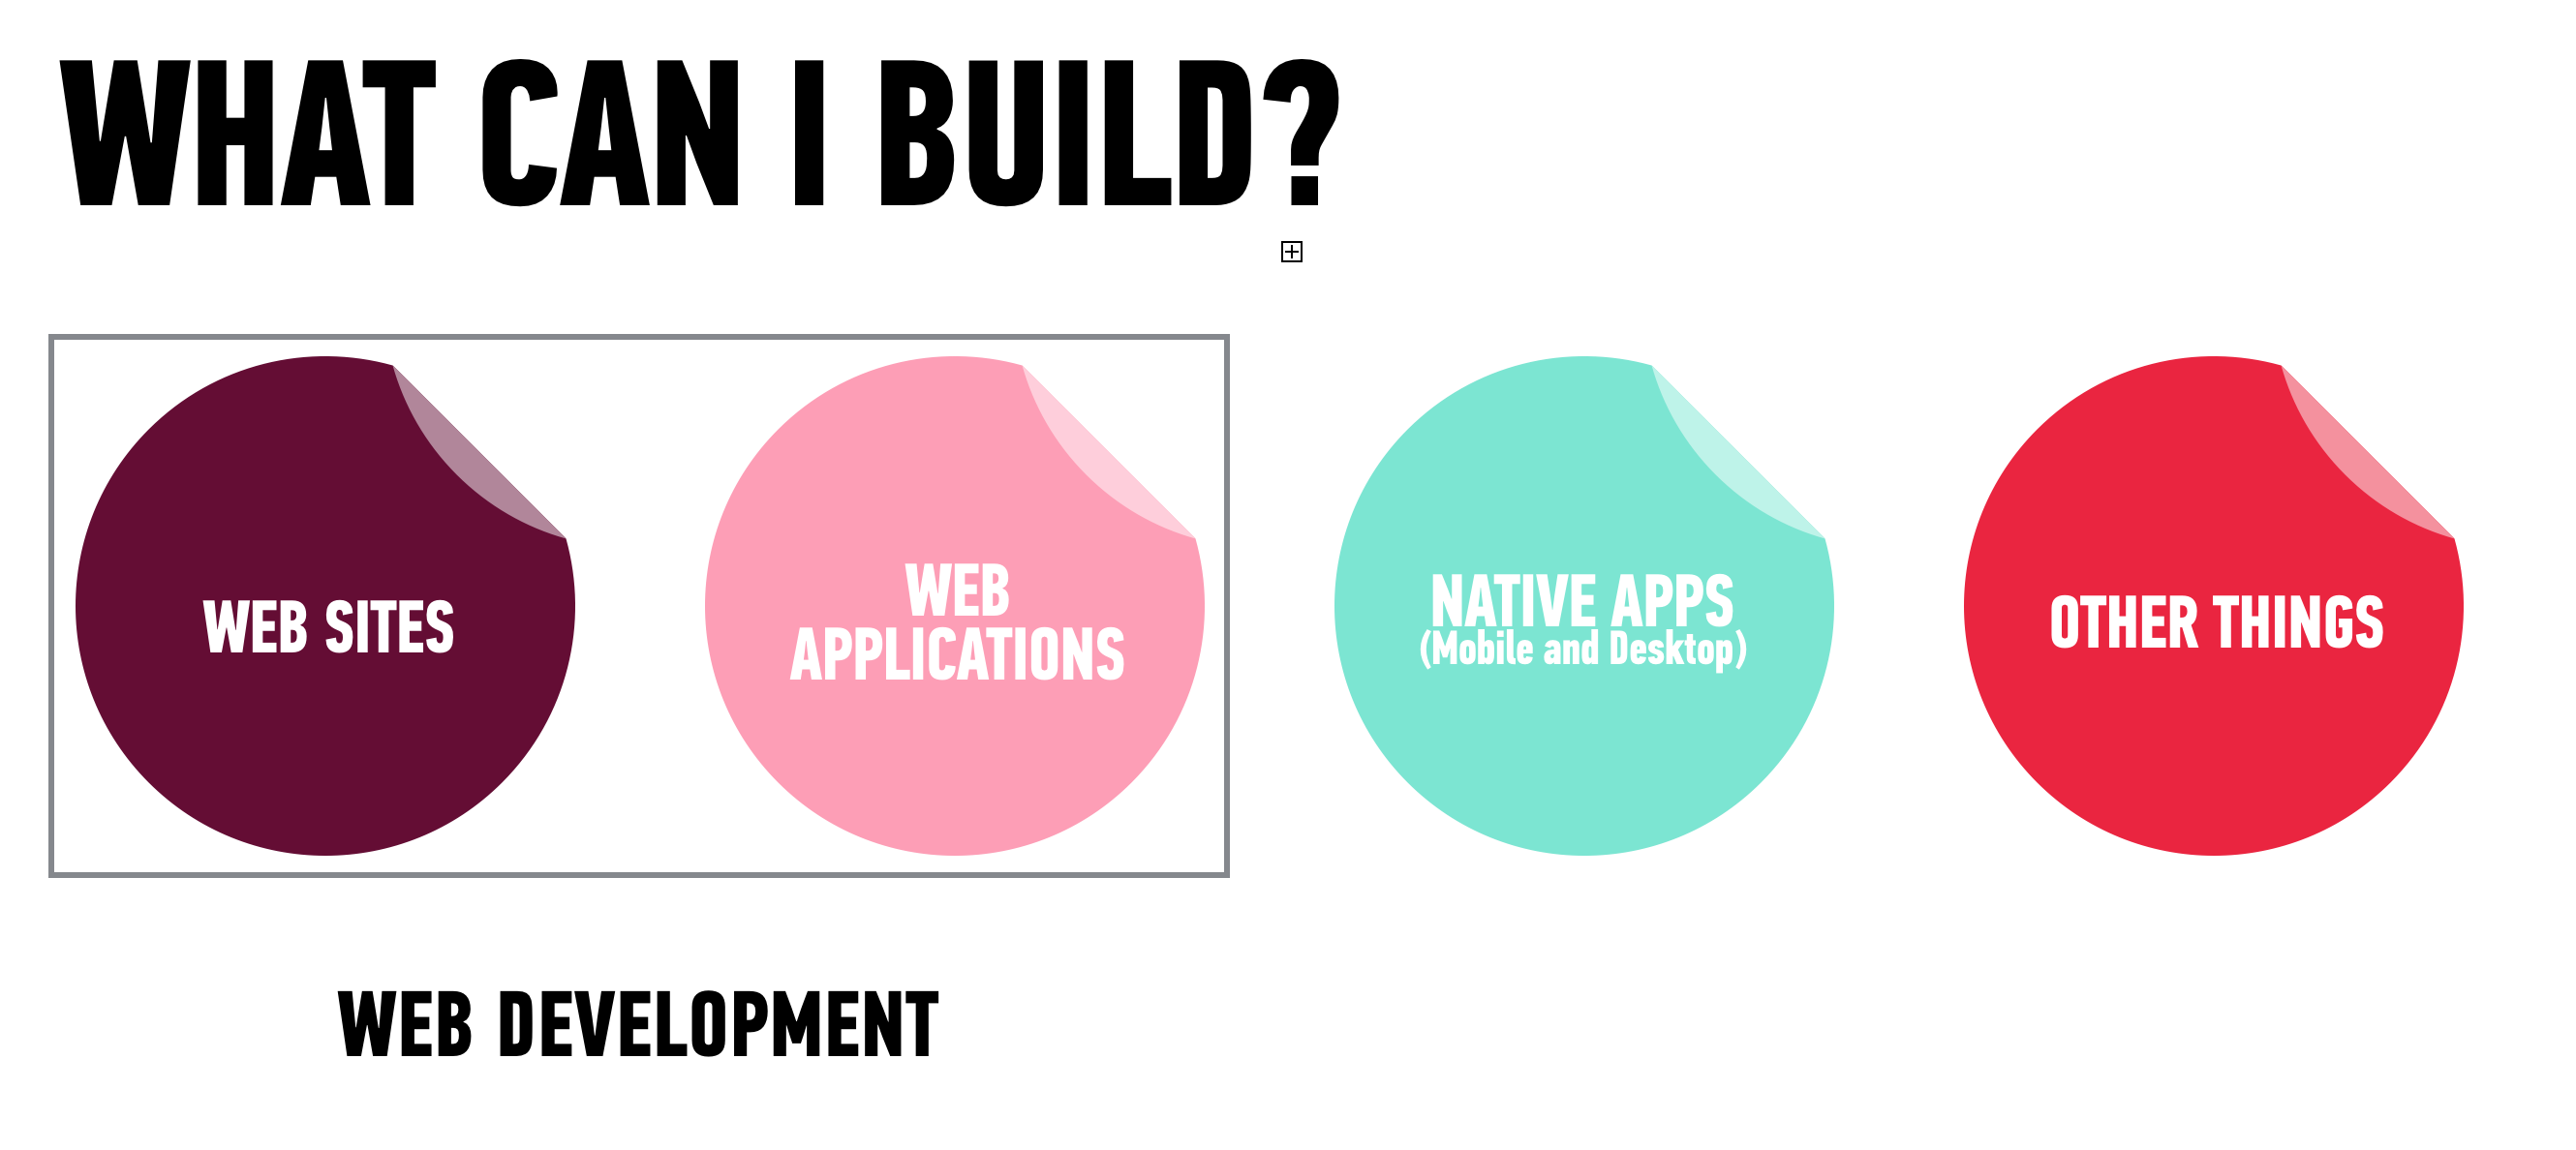 WHAT CAN I BUILD?
WEB SITES
WEB
APPLICATIONS
NATIVE APPS
(Mobile and Desktop)
OTHER THINGS
WEB DEVELOPMENT